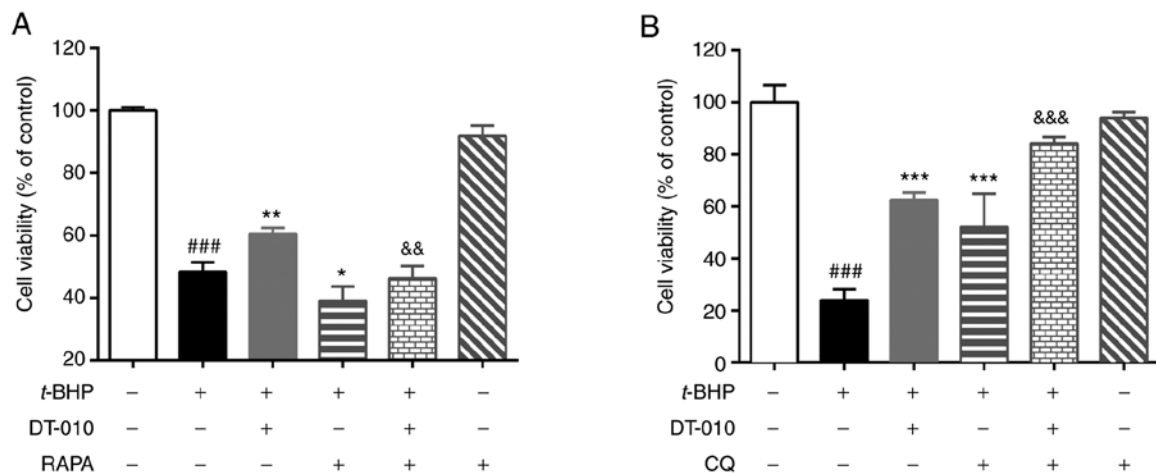 A
Cell viability (% of control)
120
100
80
60
40
20
###
**
*
&&
t-BHP − + + + + −
DT-010 − − + − + −
RAPA − − − + + +
B
Cell viability (% of control)
120
100
80
60
40
20
0
###
***
***
&&&
t-BHP − + + + + −
DT-010 − − + − + −
CQ − − − + + +